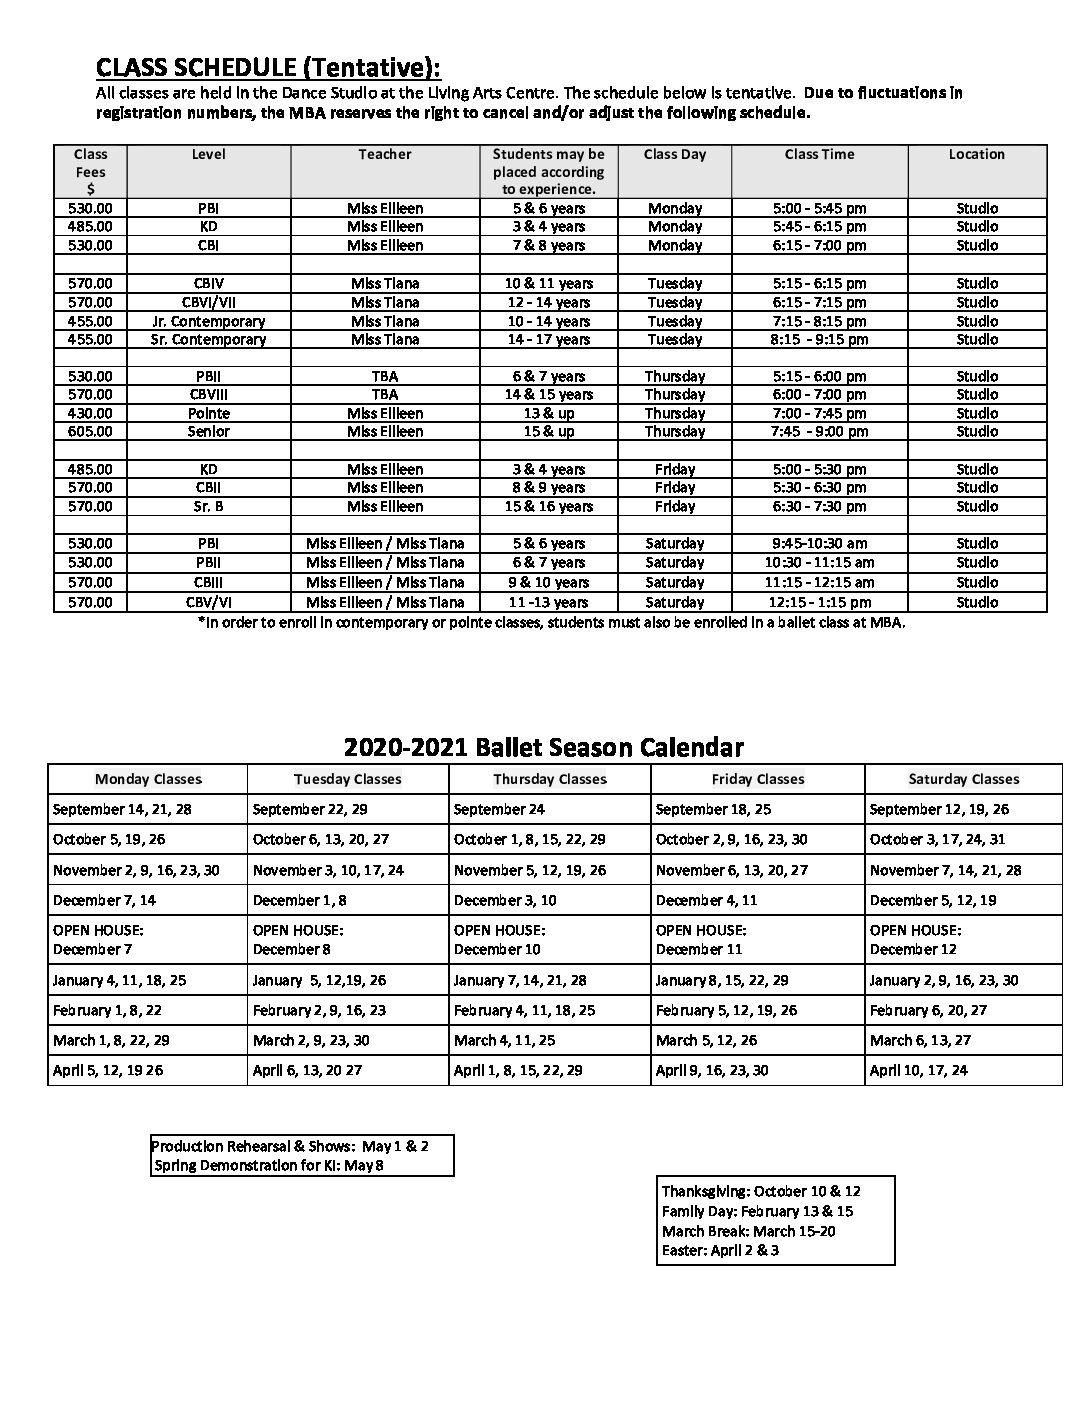 CLASS SCHEDULE (Tentative):
All classes are held in the Dance Studio at the Living Arts Centre. The schedule below is tentative. Due to fluctuations in
registration numbers, the MBA reserves the right to cancel and/or adjust the following schedule.
Class Fees $ Level Teacher Students may be placed according to experience. Class Day Class Time Location
530.00 PBI Miss Eilleen 5 & 6 years Monday 5:00 - 5:45 pm Studio
485.00 KD Miss Eilleen 3 & 4 years Monday 5:45 - 6:15 pm Studio
530.00 CBI Miss Eilleen 7 & 8 years Monday 6:15 - 7:00 pm Studio
570.00 CBIV Miss Tiana 10 & 11 years Tuesday 5:15 - 6:15 pm Studio
570.00 CBVI/VII Miss Tiana 12 - 14 years Tuesday 6:15 - 7:15 pm Studio
455.00 Jr. Contemporary Miss Tiana 10 - 14 years Tuesday 7:15 - 8:15 pm Studio
455.00 Sr. Contemporary Miss Tiana 14 - 17 years Tuesday 8:15 - 9:15 pm Studio
530.00 PBII TBA 6 & 7 years Thursday 5:15 - 6:00 pm Studio
570.00 CBVIII TBA 14 & 15 years Thursday 6:00 - 7:00 pm Studio
430.00 Pointe Miss Eilleen 13 & up Thursday 7:00 - 7:45 pm Studio
605.00 Senior Miss Eilleen 15 & up Thursday 7:45 - 9:00 pm Studio
485.00 KD Miss Eilleen 3 & 4 years Friday 5:00 - 5:30 pm Studio
570.00 CBII Miss Eilleen 8 & 9 years Friday 5:30 - 6:30 pm Studio
570.00 Sr. B Miss Eilleen 15 & 16 years Friday 6:30 - 7:30 pm Studio
530.00 PBI Miss Eilleen / Miss Tiana 5 & 6 years Saturday 9:45-10:30 am Studio
530.00 PBII Miss Eilleen / Miss Tiana 6 & 7 years Saturday 10:30 - 11:15 am Studio
570.00 CBIII Miss Eilleen / Miss Tiana 9 & 10 years Saturday 11:15 - 12:15 am Studio
570.00 CBV/VI Miss Eilleen / Miss Tiana 11 -13 years Saturday 12:15 - 1:15 pm Studio
*In order to enroll in contemporary or pointe classes, students must also be enrolled in a ballet class at MBA.
2020-2021 Ballet Season Calendar
Monday Classes Tuesday Classes Thursday Classes Friday Classes Saturday Classes
September 14, 21, 28 September 22, 29 September 24 September 18, 25 September 12, 19, 26
October 5, 19, 26 October 6, 13, 20, 27 October 1, 8, 15, 22, 29 October 2, 9, 16, 23, 30 October 3, 17, 24, 31
November 2, 9, 16, 23, 30 November 3, 10, 17, 24 November 5, 12, 19, 26 November 6, 13, 20, 27 November 7, 14, 21, 28
December 7, 14 December 1, 8 December 3, 10 December 4, 11 December 5, 12, 19
OPEN HOUSE: OPEN HOUSE: OPEN HOUSE: OPEN HOUSE: OPEN HOUSE:
December 7 December 8 December 10 December 11 December 12
January 4, 11, 18, 25 January 5, 12,19, 26 January 7, 14, 21, 28 January 8, 15, 22, 29 January 2, 9, 16, 23, 30
February 1, 8, 22 February 2, 9, 16, 23 February 4, 11, 18, 25 February 5, 12, 19, 26 February 6, 20, 27
March 1, 8, 22, 29 March 2, 9, 23, 30 March 4, 11, 25 March 5, 12, 26 March 6, 13, 27
April 5, 12, 19 26 April 6, 13, 20 27 April 1, 8, 15, 22, 29 April 9, 16, 23, 30 April 10, 17, 24
Production Rehearsal & Shows: May 1 & 2
Spring Demonstration for KI: May 8
Thanksgiving: October 10 & 12
Family Day: February 13 & 15
March Break: March 15-20
Easter: April 2 & 3